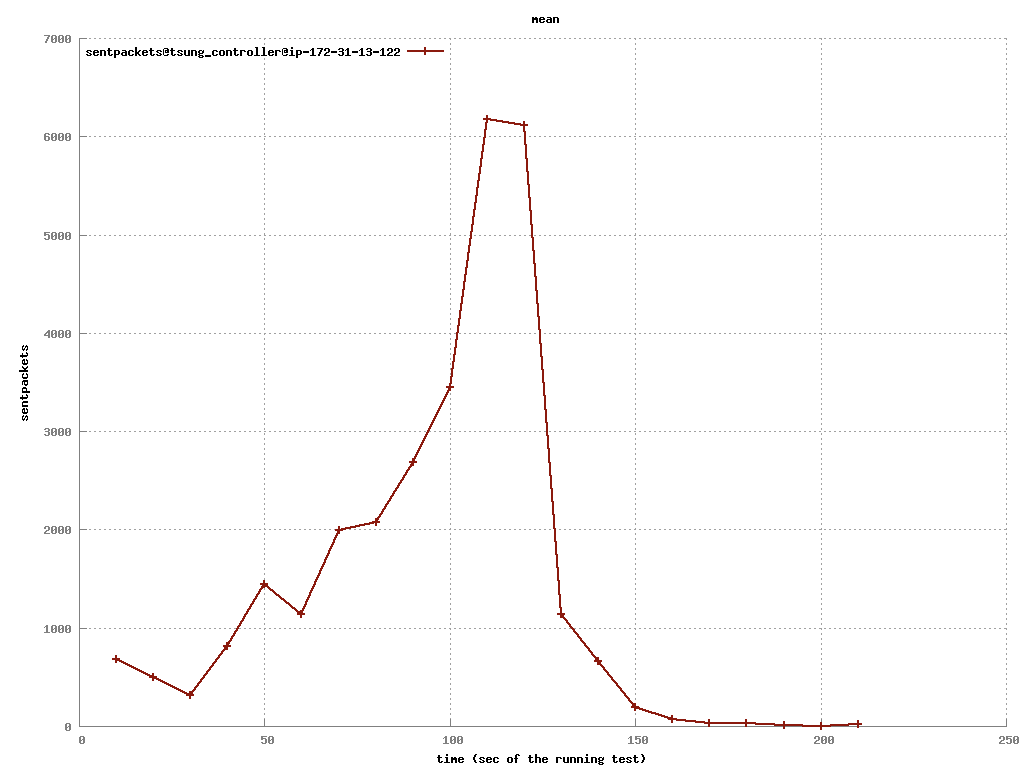 mean
7000
sentpackets@tsung_controller@ip-172-31-13-122
6000
5000
4000
sentpackets
3000
2000
1000
0
0 50 100 150 200 250
time (sec of the running test)